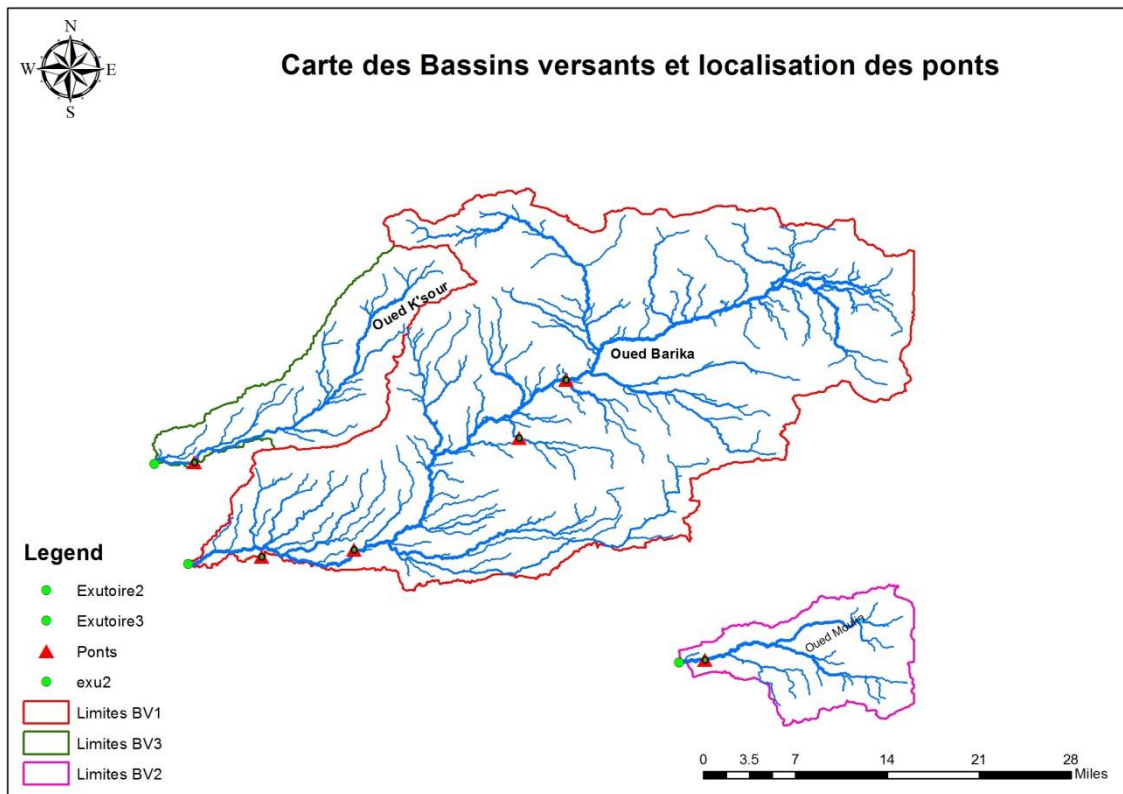 N
W E
S
Carte des Bassins versants et localisation des ponts
Oued K'sour
Oued Barika
Oued Mouila
Legend
Exutoire2
Exutoire3
Ponts
exu2
Limites BV1
Limites BV3
Limites BV2
0 3.5 7 14 21 28
Miles